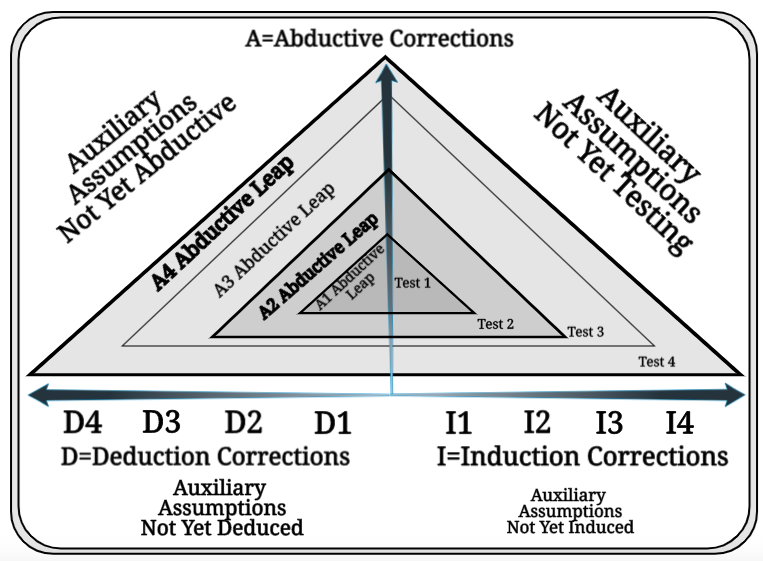 A=Abductive Corrections
Auxiliary
Assumptions
Not Yet Abductive
Auxiliary
Assumptions
Not Yet Testing
A4 Abductive Leap
A3 Abductive Leap
A2 Abductive Leap
A1 Abductive
Leap
Test 1
Test 2
Test 3
Test 4
D4 D3 D2 D1 I1 I2 I3 I4
D=Deduction Corrections I=Induction Corrections
Auxiliary
Assumptions
Not Yet Deduced
Auxiliary
Assumptions
Not Yet Induced